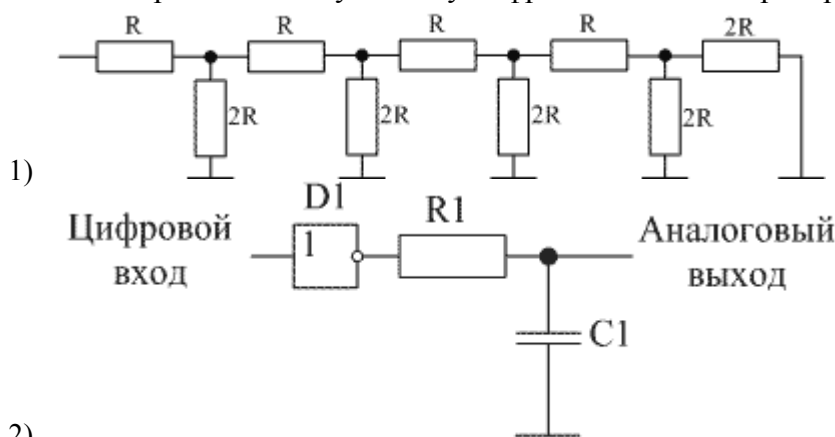 R R R R 2R
2R 2R 2R 2R
1)
D1
R1
Цифровой
вход
1
Аналоговый
выход
C1
2)